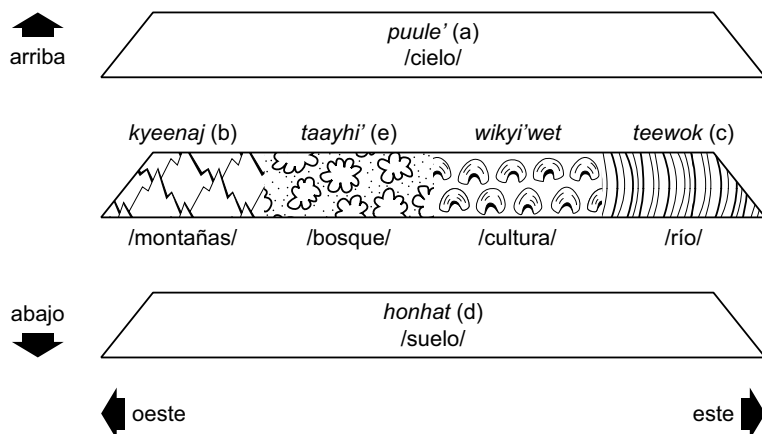 puule’ (a)
/cielo/
arriba
kyeenaj (b) taayhi’ (e) wikyi’wet teewok (c)
/montañas/ /bosque/ /cultura/ /río/
abajo
honhat (d)
/suelo/
oeste este